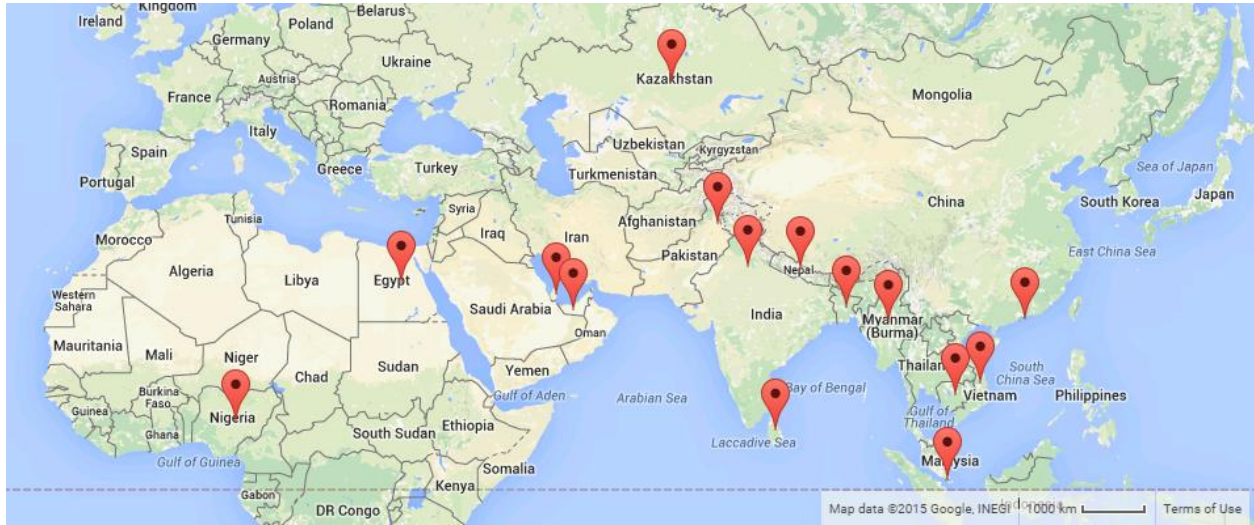 Kingdom
Ireland
Belarus
Poland
Germany
Ukraine
Kazakhstan
Austria
France
Romania
Mongolia
Italy
Uzbekistan
Kyrgyzstan
Spain
Greece
Turkey
Turkmenistan
Sea of Japan
Portugal
Japan
Syria
Afghanistan
China
South Korea
Tunisia
Iraq
Iran
Morocco
East China Sea
Pakistan
Algeria
Libya
Egypt
Nepal
Western
Sahara
Saudi Arabia
India
Myanmar
(Burma)
Oman
Mauritania
Mali
Niger
Sudan
Yemen
Thailand
South
China Sea
Chad
Burkina
Faso
Gulf of Aden
Arabian Sea
Bay of Bengal
Vietnam
Philippines
Guinea
Nigeria
Gulf of
Thailand
Ghana
South Sudan
Ethiopia
Laccadive Sea
Gulf of Guinea
Malaysia
Somalia
Gabon
Kenya
DR Congo
Indonesia
Map data ©2015 Google, INEGI
1000 km
Terms of Use